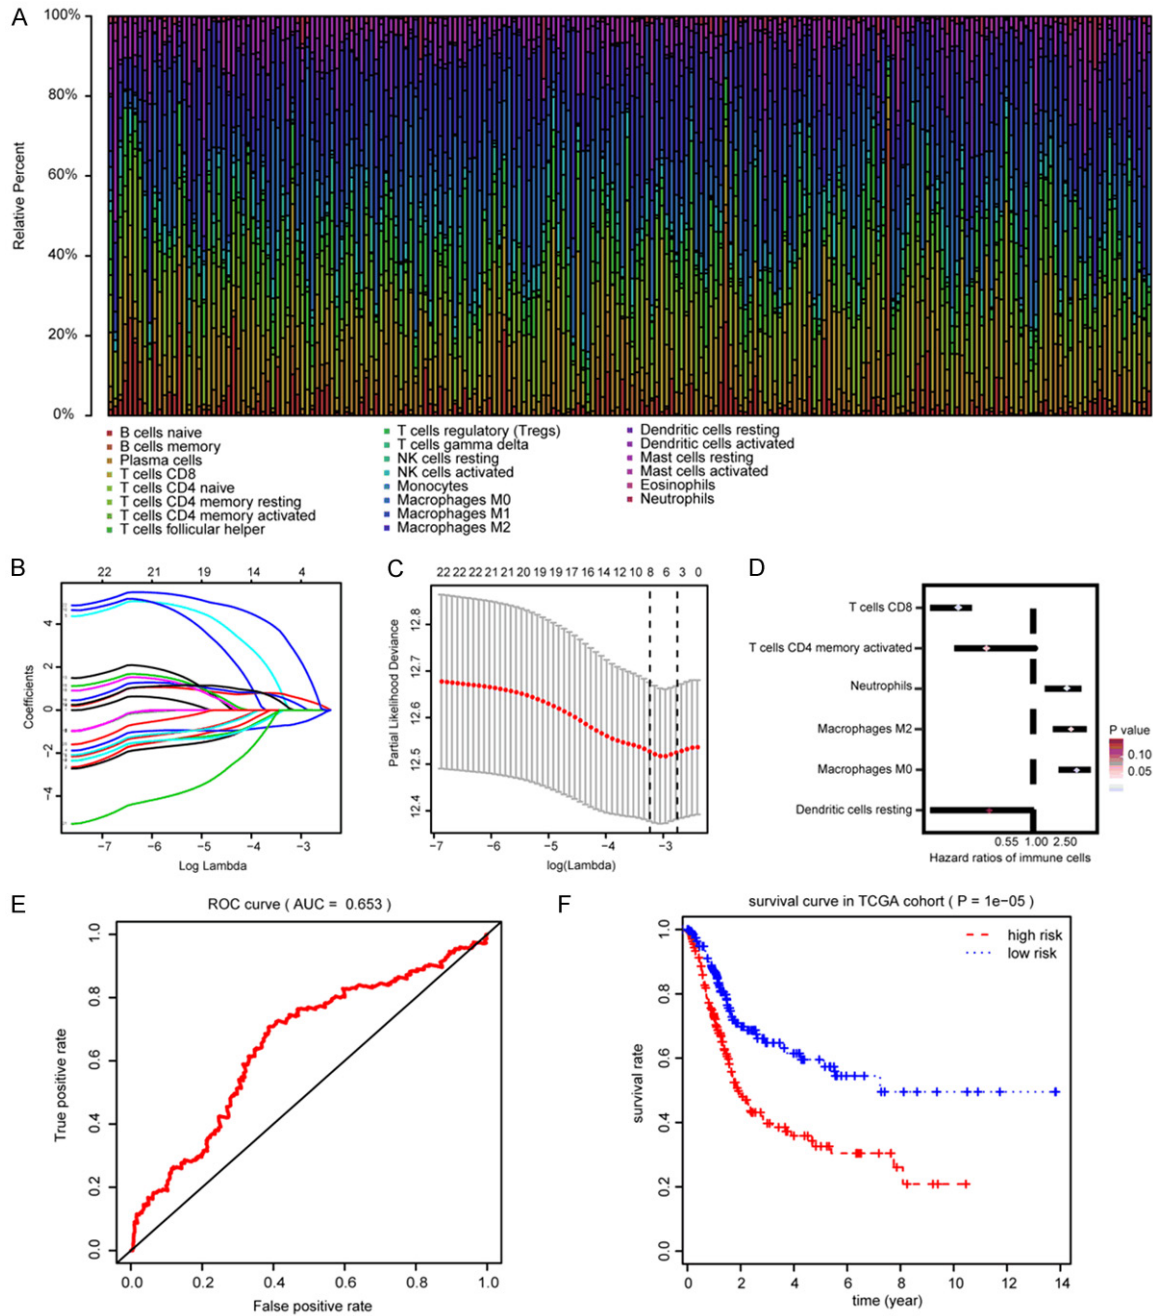 A
100%
80%
60%
40%
20%
0%
Relative Percent
B cells naive
B cells memory
Plasma cells
T cells CD8
T cells CD4 naive
T cells CD4 memory resting
T cells CD4 memory activated
T cells follicular helper
T cells regulatory (Tregs)
T cells gamma delta
NK cells resting
NK cells activated
Monocytes
Macrophages M0
Macrophages M1
Macrophages M2
Dendritic cells resting
Dendritic cells activated
Mast cells resting
Mast cells activated
Eosinophils
Neutrophils
B
22 21 19 14 4
Coefficients
4
2
0
−2
−4
−7 −6 −5 −4 −3 −2
Log Lambda
C
22 22 22 21 21 20 19 19 17 16 14 12 10 8 6 3 0
Partial Likelihood Deviance
12.8
12.7
12.6
12.5
12.4
−7 −6 −5 −4 −3
log(Lambda)
D
T cells CD8
T cells CD4 memory activated
Neutrophils
Macrophages M2
Macrophages M0
Dendritic cells resting
0.55 1.00 2.50
Hazard ratios of immune cells
P value
0.10
0.05
E
ROC curve ( AUC = 0.653 )
True positive rate
1.0
0.8
0.6
0.4
0.2
0.0
0.0 0.2 0.4 0.6 0.8 1.0
False positive rate
F
survival curve in TCGA cohort ( P = 1e−05 )
high risk
low risk
survival rate
1.0
0.8
0.6
0.4
0.2
0.0
0 2 4 6 8 10 12 14
time (year)